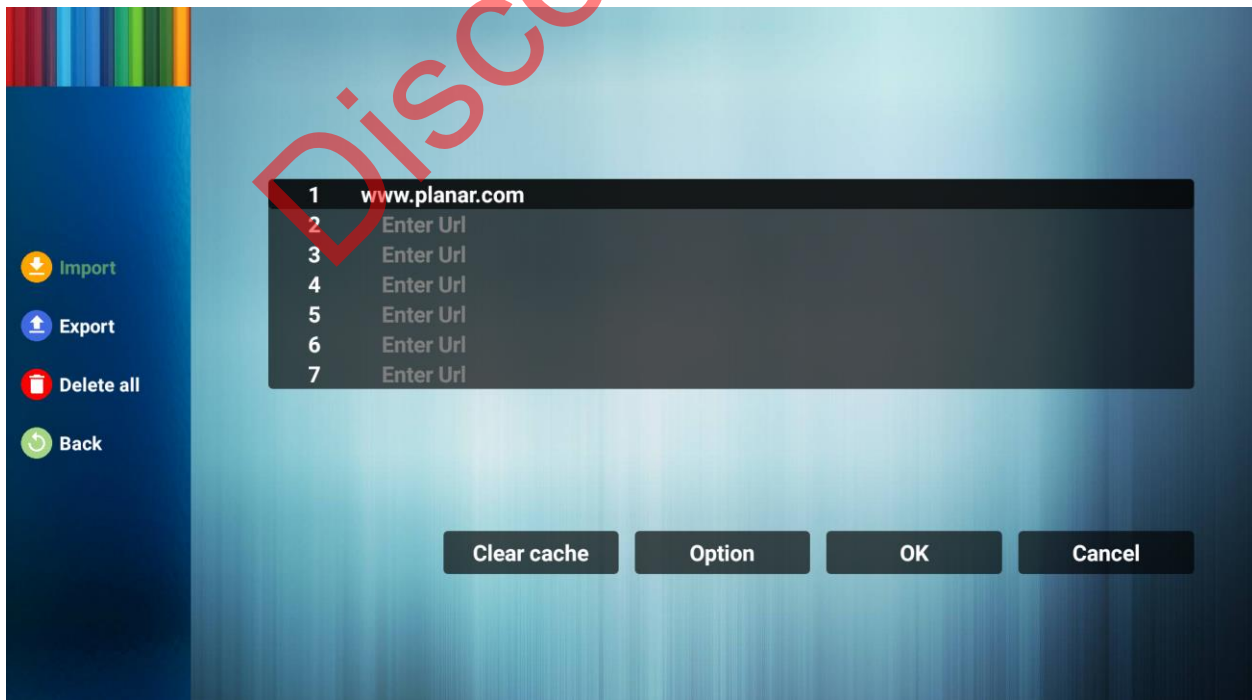 Disco
1 www.planar.com
2 Enter Url
3 Enter Url
4 Enter Url
5 Enter Url
6 Enter Url
7 Enter Url
Import
Export
Delete all
Back
Clear cache Option OK Cancel